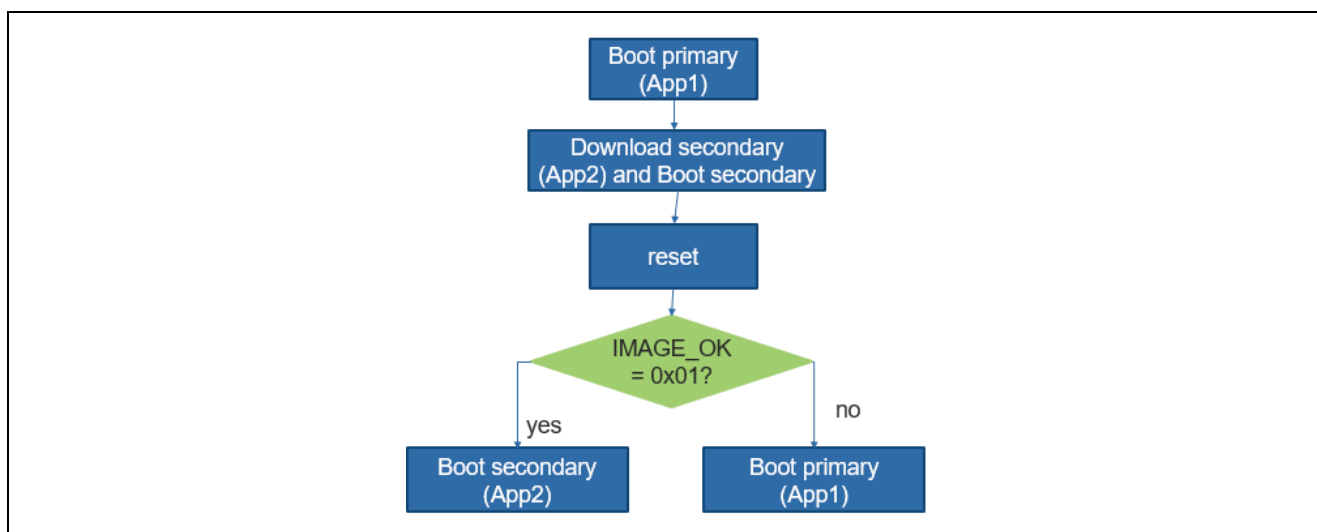 Boot primary
(App1)
Download secondary
(App2) and Boot secondary
reset
IMAGE_OK
= 0x01?
yes
no
Boot secondary
(App2)
Boot primary
(App1)